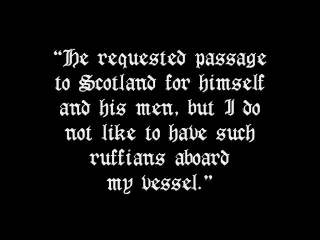 “He requested passage
to Scotland for himself
and his men, but I do
not like to have such
ruffians aboard
my vessel.”